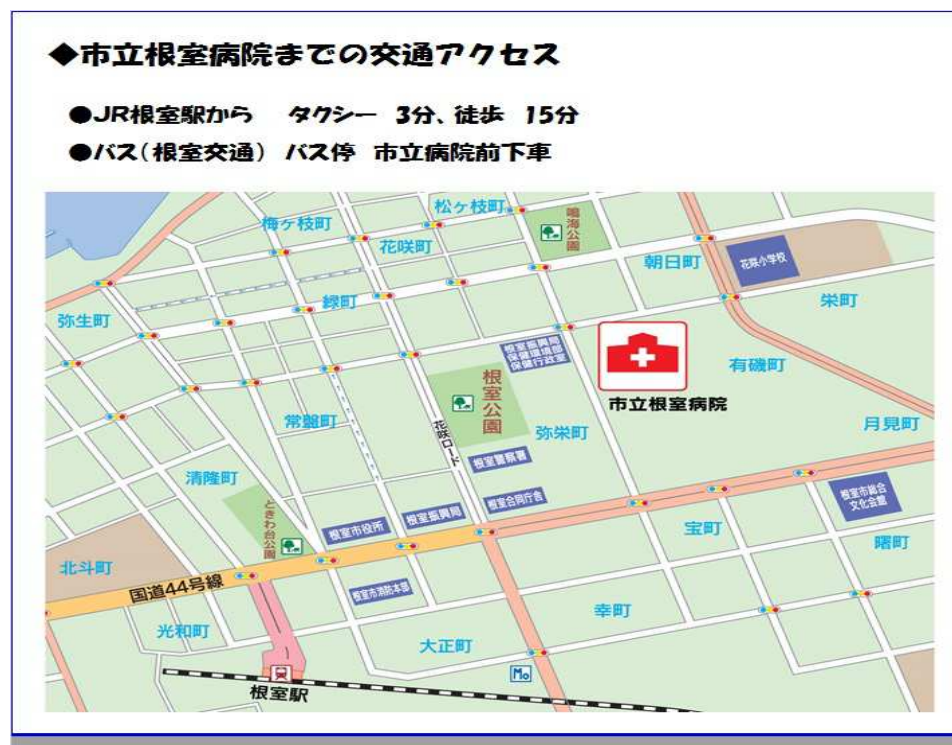 ◆市立根室病院までの交通アクセス
●JR根室駅から　タクシー 3分、徒歩 15分
●バス(根室交通) バス停 市立病院前下車
松ヶ枝町
梅ヶ枝町
花咲町
鳴海公園
朝日町
花咲小学校
栄町
緑町
弥生町
根室振興局
保健環境部
保健行政室
有磯町
市立根室病院
根室公園
常盤町
花咲ロード
弥栄町
月見町
根室警察署
清隆町
ときわ台公園
根室市役所
根室振興局
根室合同庁舎
根室市総合
文化会館
宝町
曙町
北斗町
国道44号線
根室市消防本部
幸町
光和町
大正町
Mo
根室駅